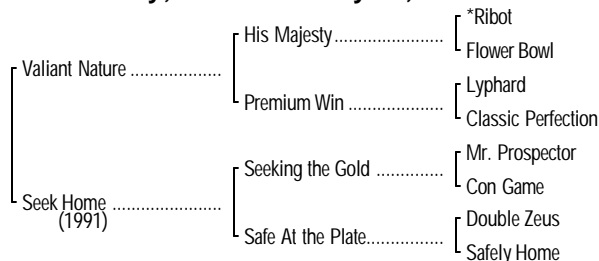 *Ribot
His Majesty......................
Flower Bowl
Valiant Nature ...................
Lyphard
Premium Win ....................
Classic Perfection
Mr. Prospector
Seeking the Gold ..............
Con Game
Seek Home ......................
(1991)
Double Zeus
Safe At the Plate................
Safely Home